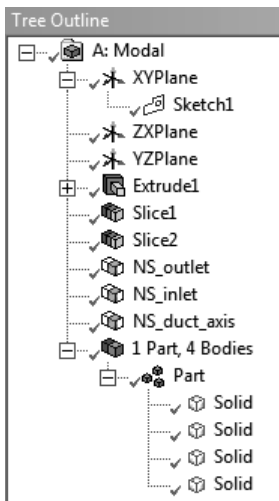 Tree Outline
A: Modal
XYPlane
Sketch1
ZXPlane
YZPlane
Extrude1
Slice1
Slice2
NS_outlet
NS_inlet
NS_duct_axis
1 Part, 4 Bodies
Part
Solid
Solid
Solid
Solid